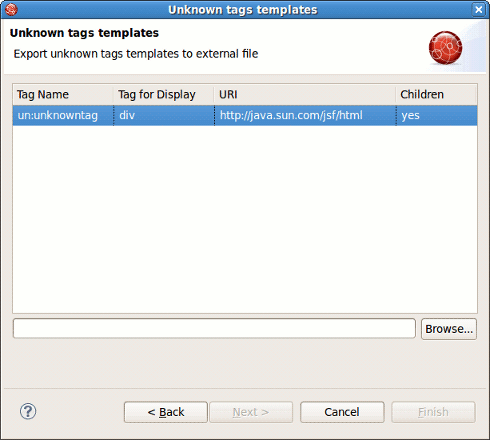 Unknown tags templates
Unknown tags templates
Export unknown tags templates to external file
Tag Name Tag for Display URI Children
un:unknowntag div http://java.sun.com/jsf/html yes
Browse...
? < Back Next > Cancel Finish